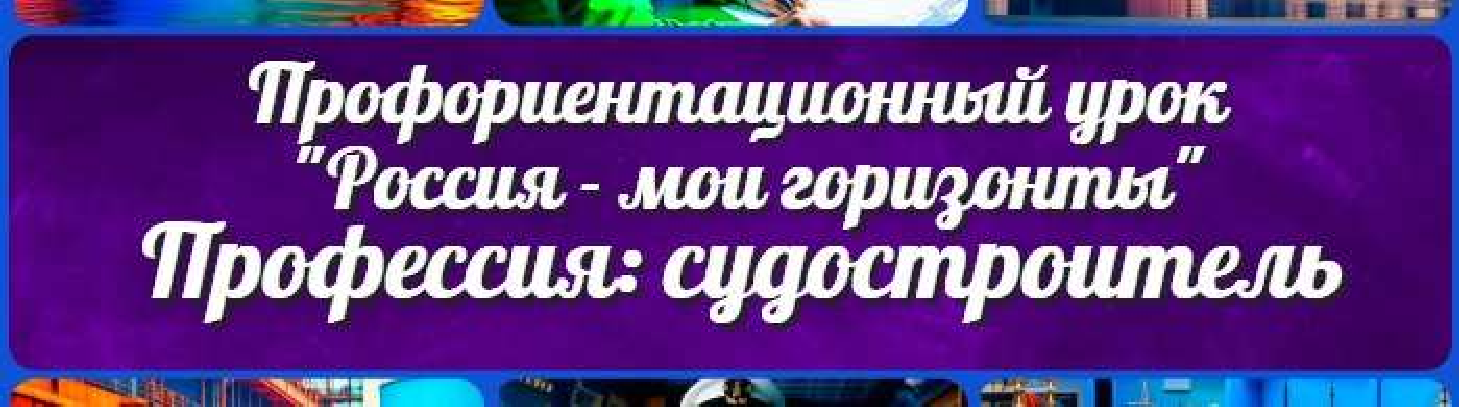 Профориентационный урок
"Россия - мои горизонты"
Профессия: судостроитель